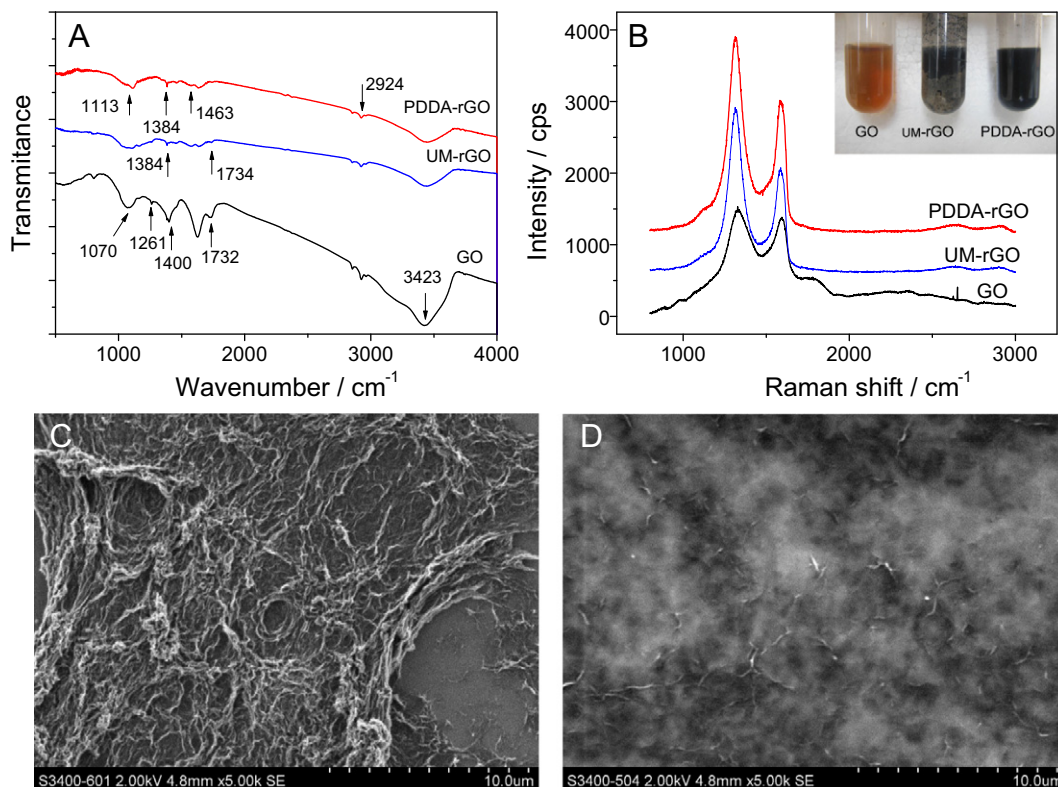 A
Transmitance
2924
PDDA-rGO
1113
1384
1463
UM-rGO
1384
1734
1070
1261
1400
1732
GO
3423
1000
2000
3000
4000
Wavenumber / cm⁻¹
B
Intensity / cps
4000
3000
2000
1000
0
GO
UM-rGO
PDDA-rGO
PDDA-rGO
UM-rGO
GO
1000
2000
3000
Raman shift / cm⁻¹
C
S3400-601 2.00kV 4.8mm x5.00k SE
10.0um
D
S3400-504 2.00kV 4.8mm x5.00k SE
10.0um